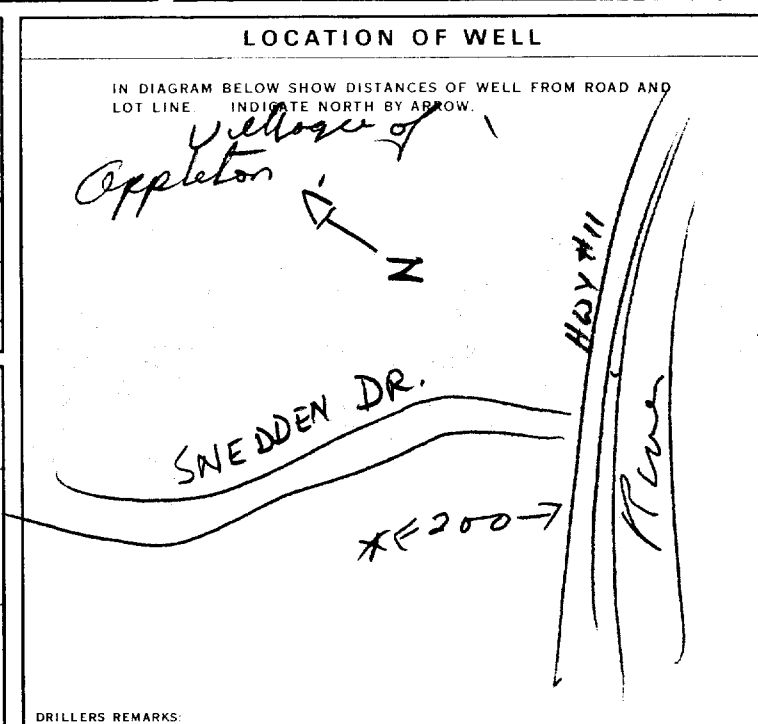 LOCATION OF WELL
IN DIAGRAM BELOW SHOW DISTANCES OF WELL FROM ROAD AND
LOT LINE. INDICATE NORTH BY ARROW.
Village of
Appleton
N
HWY #11
SNEDDEN DR.
*←200→
River
DRILLERS REMARKS: